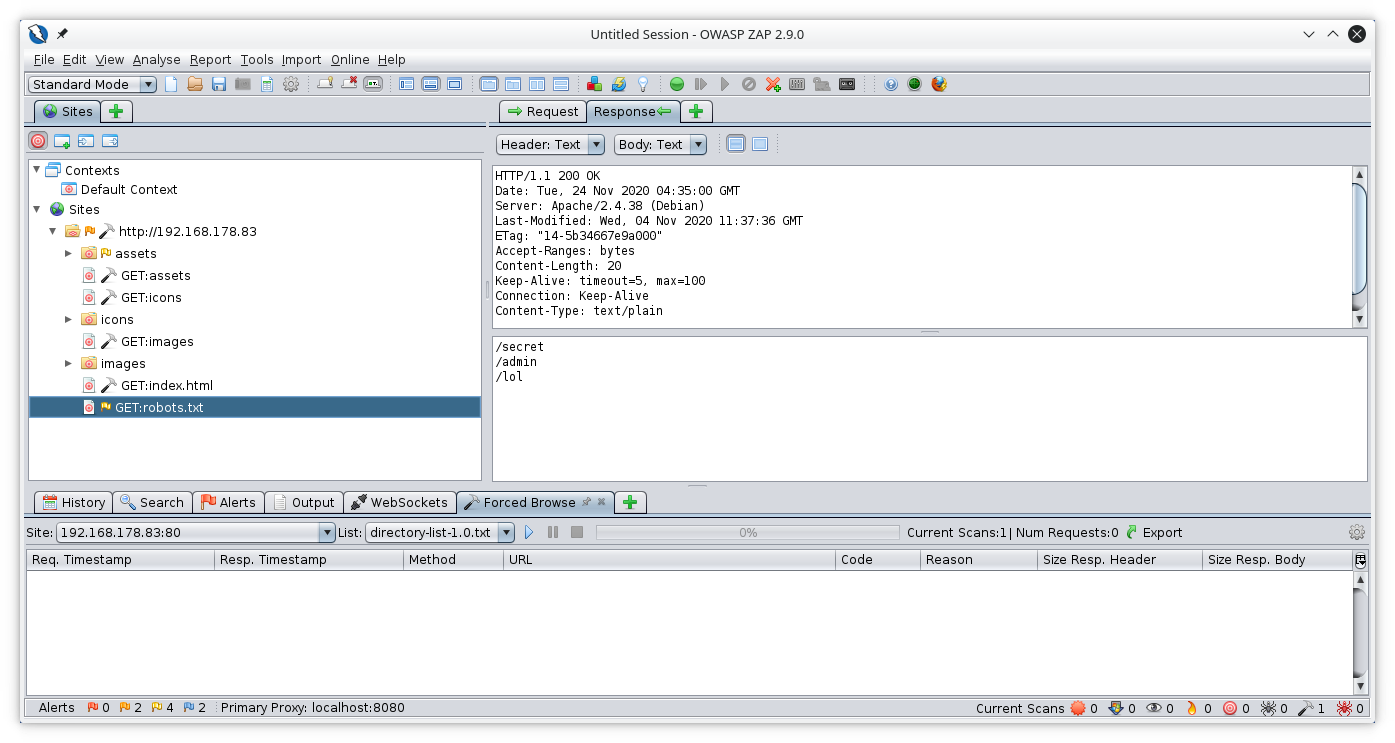 Untitled Session - OWASP ZAP 2.9.0
File Edit View Analyse Report Tools Import Online Help
Standard Mode
Sites
Request Response
Header: Text Body: Text
Contexts
Default Context
Sites
http://192.168.178.83
assets
GET:assets
GET:icons
icons
GET:images
images
GET:index.html
GET:robots.txt
HTTP/1.1 200 OK
Date: Tue, 24 Nov 2020 04:35:00 GMT
Server: Apache/2.4.38 (Debian)
Last-Modified: Wed, 04 Nov 2020 11:37:36 GMT
ETag: "14-5b34667e9a000"
Accept-Ranges: bytes
Content-Length: 20
Keep-Alive: timeout=5, max=100
Connection: Keep-Alive
Content-Type: text/plain
/secret
/admin
/lol
History Search Alerts Output WebSockets Forced Browse
Site: 192.168.178.83:80 List: directory-list-1.0.txt 0% Current Scans:1 | Num Requests:0 Export
Req. Timestamp Resp. Timestamp Method URL Code Reason Size Resp. Header Size Resp. Body
Alerts 0 2 4 2 Primary Proxy: localhost:8080 Current Scans 0 0 0 0 0 0 1 0